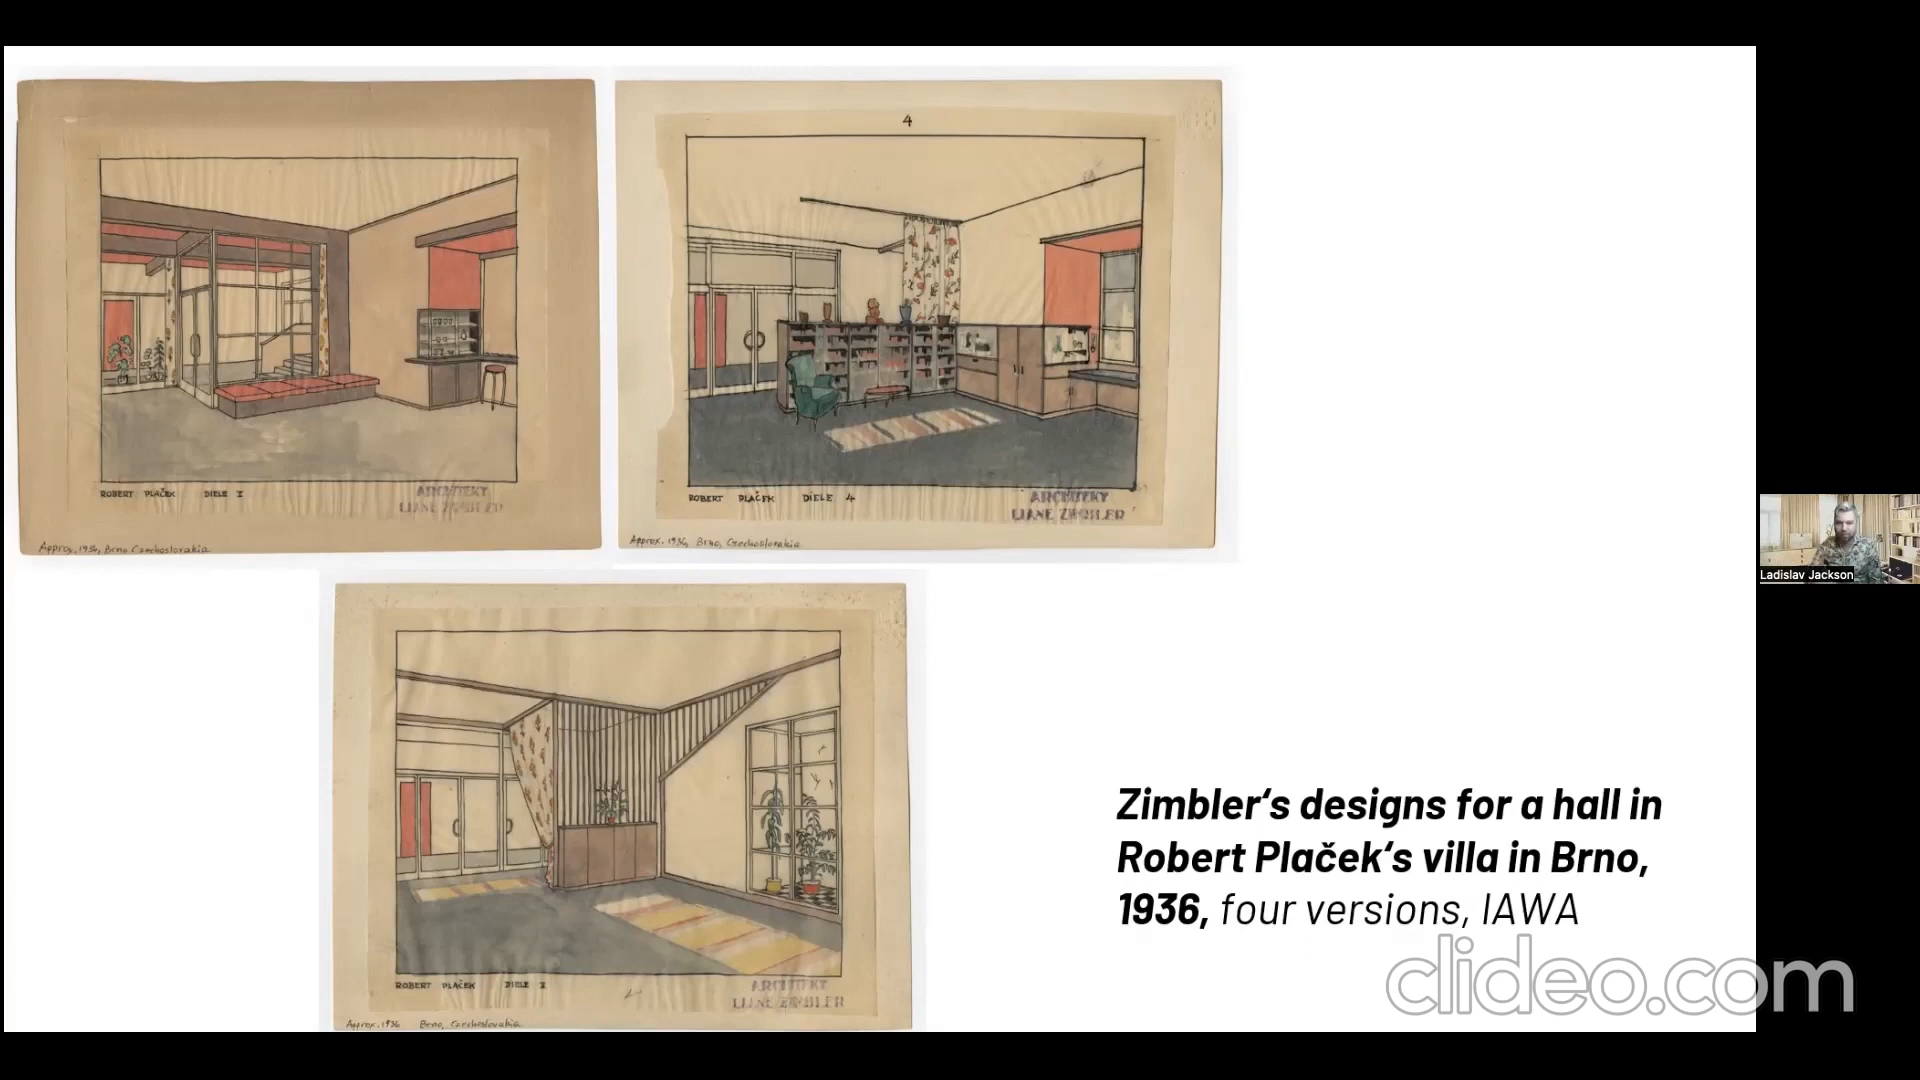 ROBERT PLAČEK DIELE I
ARCHITEKT
LIANE ZIMBLER
Approx. 1936, Brno Czechoslovakia
4
ROBERT PLAČEK DIELE 4
ARCHITEKT
LIANE ZIMBLER
Approx. 1936, Brno, Czechoslovakia
ROBERT PLAČEK DIELE
ARCHITEKT
LIANE ZIMBLER
Approx. 1936 Brno, Czechoslovakia
Zimbler‘s designs for a hall in
Robert Plaček‘s villa in Brno,
1936, four versions, IAWA
clideo.com
Ladislav Jackson